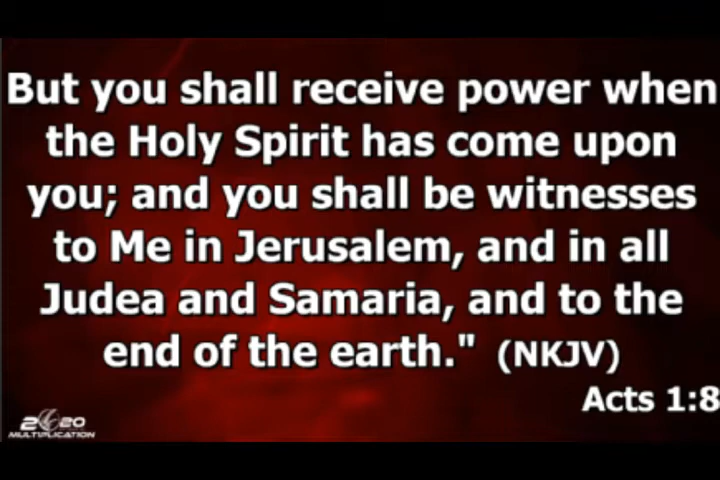 But you shall receive power when
the Holy Spirit has come upon
you; and you shall be witnesses
to Me in Jerusalem, and in all
Judea and Samaria, and to the
end of the earth." (NKJV)
Acts 1:8
2020
MULTIPLICATION